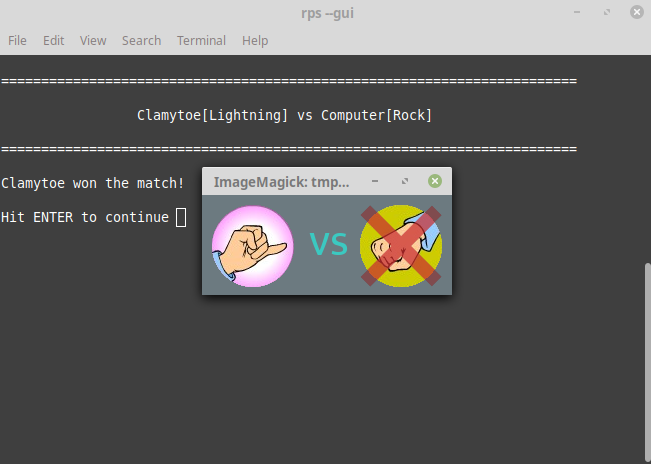 rps --gui
File Edit View Search Terminal Help
========================================================================
Clamytoe[Lightning] vs Computer[Rock]
========================================================================
Clamytoe won the match!
ImageMagick: tmp...
Hit ENTER to continue
vs